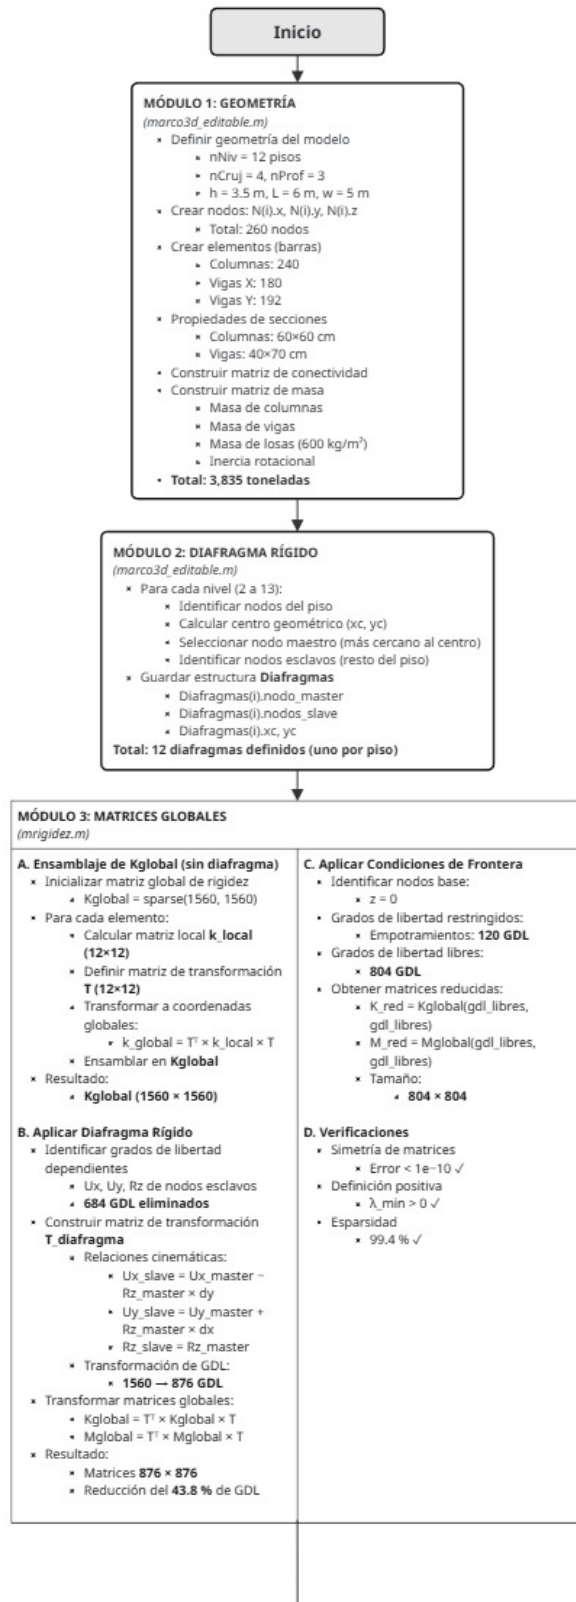 Inicio
MÓDULO 1: GEOMETRÍA
(marco3d_editable.m)
Definir geometría del modelo
nNiv = 12 pisos
nCruj = 4, nProf = 3
h = 3.5 m, L = 6 m, w = 5 m
Crear nodos: N(i).x, N(i).y, N(i).z
Total: 260 nodos
Crear elementos (barras)
Columnas: 240
Vigas X: 180
Vigas Y: 192
Propiedades de secciones
Columnas: 60×60 cm
Vigas: 40×70 cm
Construir matriz de conectividad
Construir matriz de masa
Masa de columnas
Masa de vigas
Masa de losas (600 kg/m²)
Inercia rotacional
Total: 3,835 toneladas
MÓDULO 2: DIAFRAGMA RÍGIDO
(marco3d_editable.m)
Para cada nivel (2 a 13):
Identificar nodos del piso
Calcular centro geométrico (xc, yc)
Seleccionar nodo maestro (más cercano al centro)
Identificar nodos esclavos (resto del piso)
Guardar estructura Diafragmas
Diafragmas(i).nodo_master
Diafragmas(i).nodos_slave
Diafragmas(i).xc, yc
Total: 12 diafragmas definidos (uno por piso)
MÓDULO 3: MATRICES GLOBALES
(mrigidez.m)
A. Ensamblaje de Kglobal (sin diafragma)
Inicializar matriz global de rigidez
Kglobal = sparse(1560, 1560)
Para cada elemento:
Calcular matriz local k_local
(12×12)
Definir matriz de transformación
T (12×12)
Transformar a coordenadas
globales:
k_global = Tᵀ × k_local × T
Ensamblar en Kglobal
Resultado:
Kglobal (1560 × 1560)
B. Aplicar Diafragma Rígido
Identificar grados de libertad
dependientes
Ux, Uy, Rz de nodos esclavos
684 GDL eliminados
Construir matriz de transformación
T_diafragma
Relaciones cinemáticas:
Ux_slave = Ux_master −
Rz_master × dy
Uy_slave = Uy_master +
Rz_master × dx
Rz_slave = Rz_master
Transformación de GDL:
1560 → 876 GDL
Transformar matrices globales:
Kglobal = Tᵀ × Kglobal × T
Mglobal = Tᵀ × Mglobal × T
Resultado:
Matrices 876 × 876
Reducción del 43.8 % de GDL
C. Aplicar Condiciones de Frontera
Identificar nodos base:
z = 0
Grados de libertad restringidos:
Empotramientos: 120 GDL
Grados de libertad libres:
804 GDL
Obtener matrices reducidas:
K_red = Kglobal(gdl_libres,
gdl_libres)
M_red = Mglobal(gdl_libres,
gdl_libres)
Tamaño:
804 × 804
D. Verificaciones
Simetría de matrices
Error < 1e−10 ✓
Definición positiva
λ_min > 0 ✓
Esparsidad
99.4 % ✓